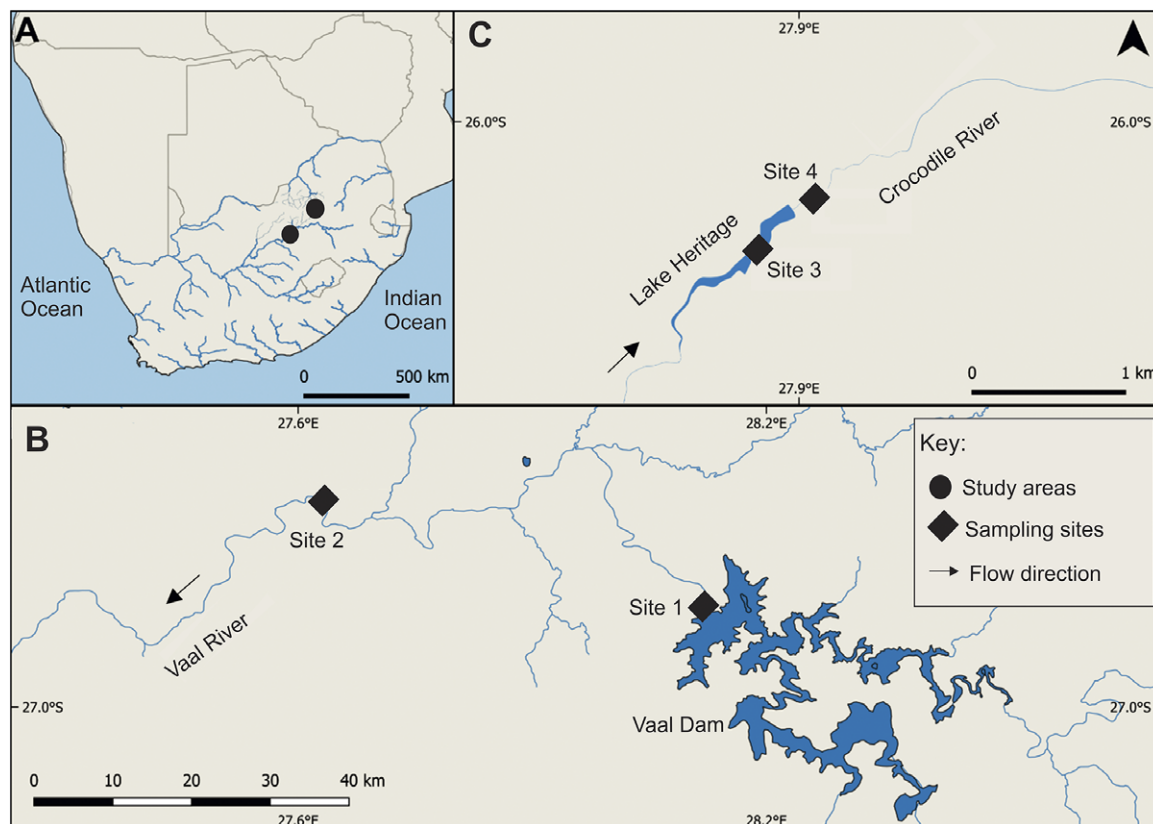 A
Atlantic
Ocean
Indian
Ocean
0 500 km
C
27.9°E
26.0°S
26.0°S
Site 4
Crocodile River
Lake Heritage
Site 3
27.9°E
0 1 km
B
27.6°E
28.2°E
Key:
Study areas
Sampling sites
Flow direction
Site 2
Site 1
Vaal River
Vaal Dam
27.0°S
27.0°S
0 10 20 30 40 km
27.6°E
28.2°E